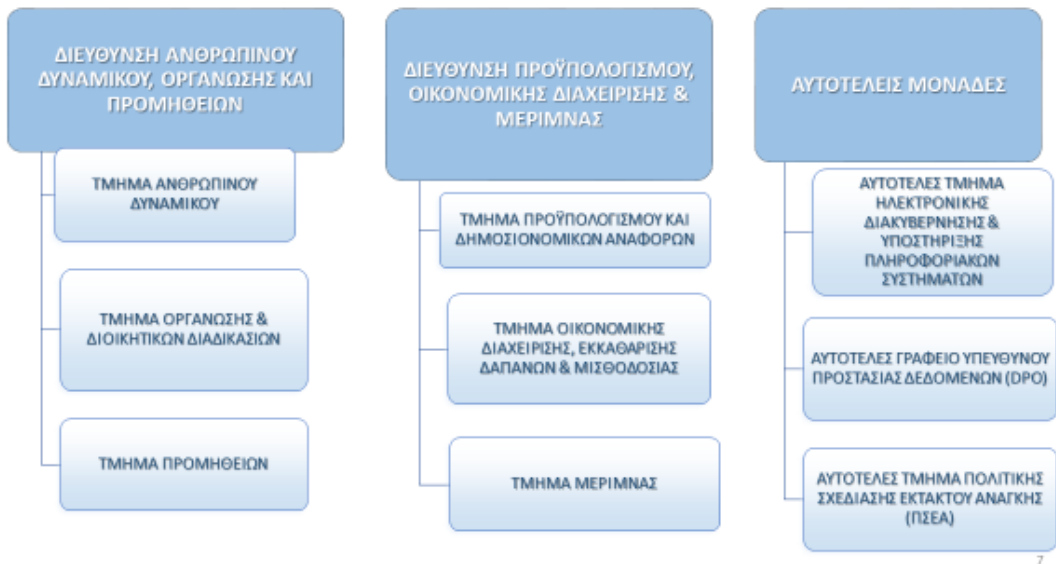 ΔΙΕΥΘΥΝΣΗ ΑΝΘΡΩΠΙΝΟΥ
ΔΥΝΑΜΙΚΟΥ, ΟΡΓΑΝΩΣΗΣ ΚΑΙ
ΠΡΟΜΗΘΕΙΩΝ
ΤΜΗΜΑ ΑΝΘΡΩΠΙΝΟΥ
ΔΥΝΑΜΙΚΟΥ
ΤΜΗΜΑ ΟΡΓΑΝΩΣΗΣ &
ΔΙΟΙΚΗΤΙΚΩΝ ΔΙΑΔΙΚΑΣΙΩΝ
ΤΜΗΜΑ ΠΡΟΜΗΘΕΙΩΝ
ΔΙΕΥΘΥΝΣΗ ΠΡΟΫΠΟΛΟΓΙΣΜΟΥ,
ΟΙΚΟΝΟΜΙΚΗΣ ΔΙΑΧΕΙΡΙΣΗΣ &
ΜΕΡΙΜΝΑΣ
ΤΜΗΜΑ ΠΡΟΫΠΟΛΟΓΙΣΜΟΥ ΚΑΙ
ΔΗΜΟΣΙΟΝΟΜΙΚΩΝ ΑΝΑΦΟΡΩΝ
ΤΜΗΜΑ ΟΙΚΟΝΟΜΙΚΗΣ
ΔΙΑΧΕΙΡΙΣΗΣ, ΕΚΚΑΘΑΡΙΣΗΣ
ΔΑΠΑΝΩΝ & ΜΙΣΘΟΔΟΣΙΑΣ
ΤΜΗΜΑ ΜΕΡΙΜΝΑΣ
ΑΥΤΟΤΕΛΕΙΣ ΜΟΝΑΔΕΣ
ΑΥΤΟΤΕΛΕΣ ΤΜΗΜΑ
ΗΛΕΚΤΡΟΝΙΚΗΣ
ΔΙΑΚΥΒΕΡΝΗΣΗΣ &
ΥΠΟΣΤΗΡΙΞΗΣ
ΠΛΗΡΟΦΟΡΙΑΚΩΝ
ΣΥΣΤΗΜΑΤΩΝ
ΑΥΤΟΤΕΛΕΣ ΓΡΑΦΕΙΟ ΥΠΕΥΘΥΝΟΥ
ΠΡΟΣΤΑΣΙΑΣ ΔΕΔΟΜΕΝΩΝ (DPO)
ΑΥΤΟΤΕΛΕΣ ΤΜΗΜΑ ΠΟΛΙΤΙΚΗΣ
ΣΧΕΔΙΑΣΗΣ ΕΚΤΑΚΤΟΥ ΑΝΑΓΚΗΣ
(ΠΣΕΑ)
7